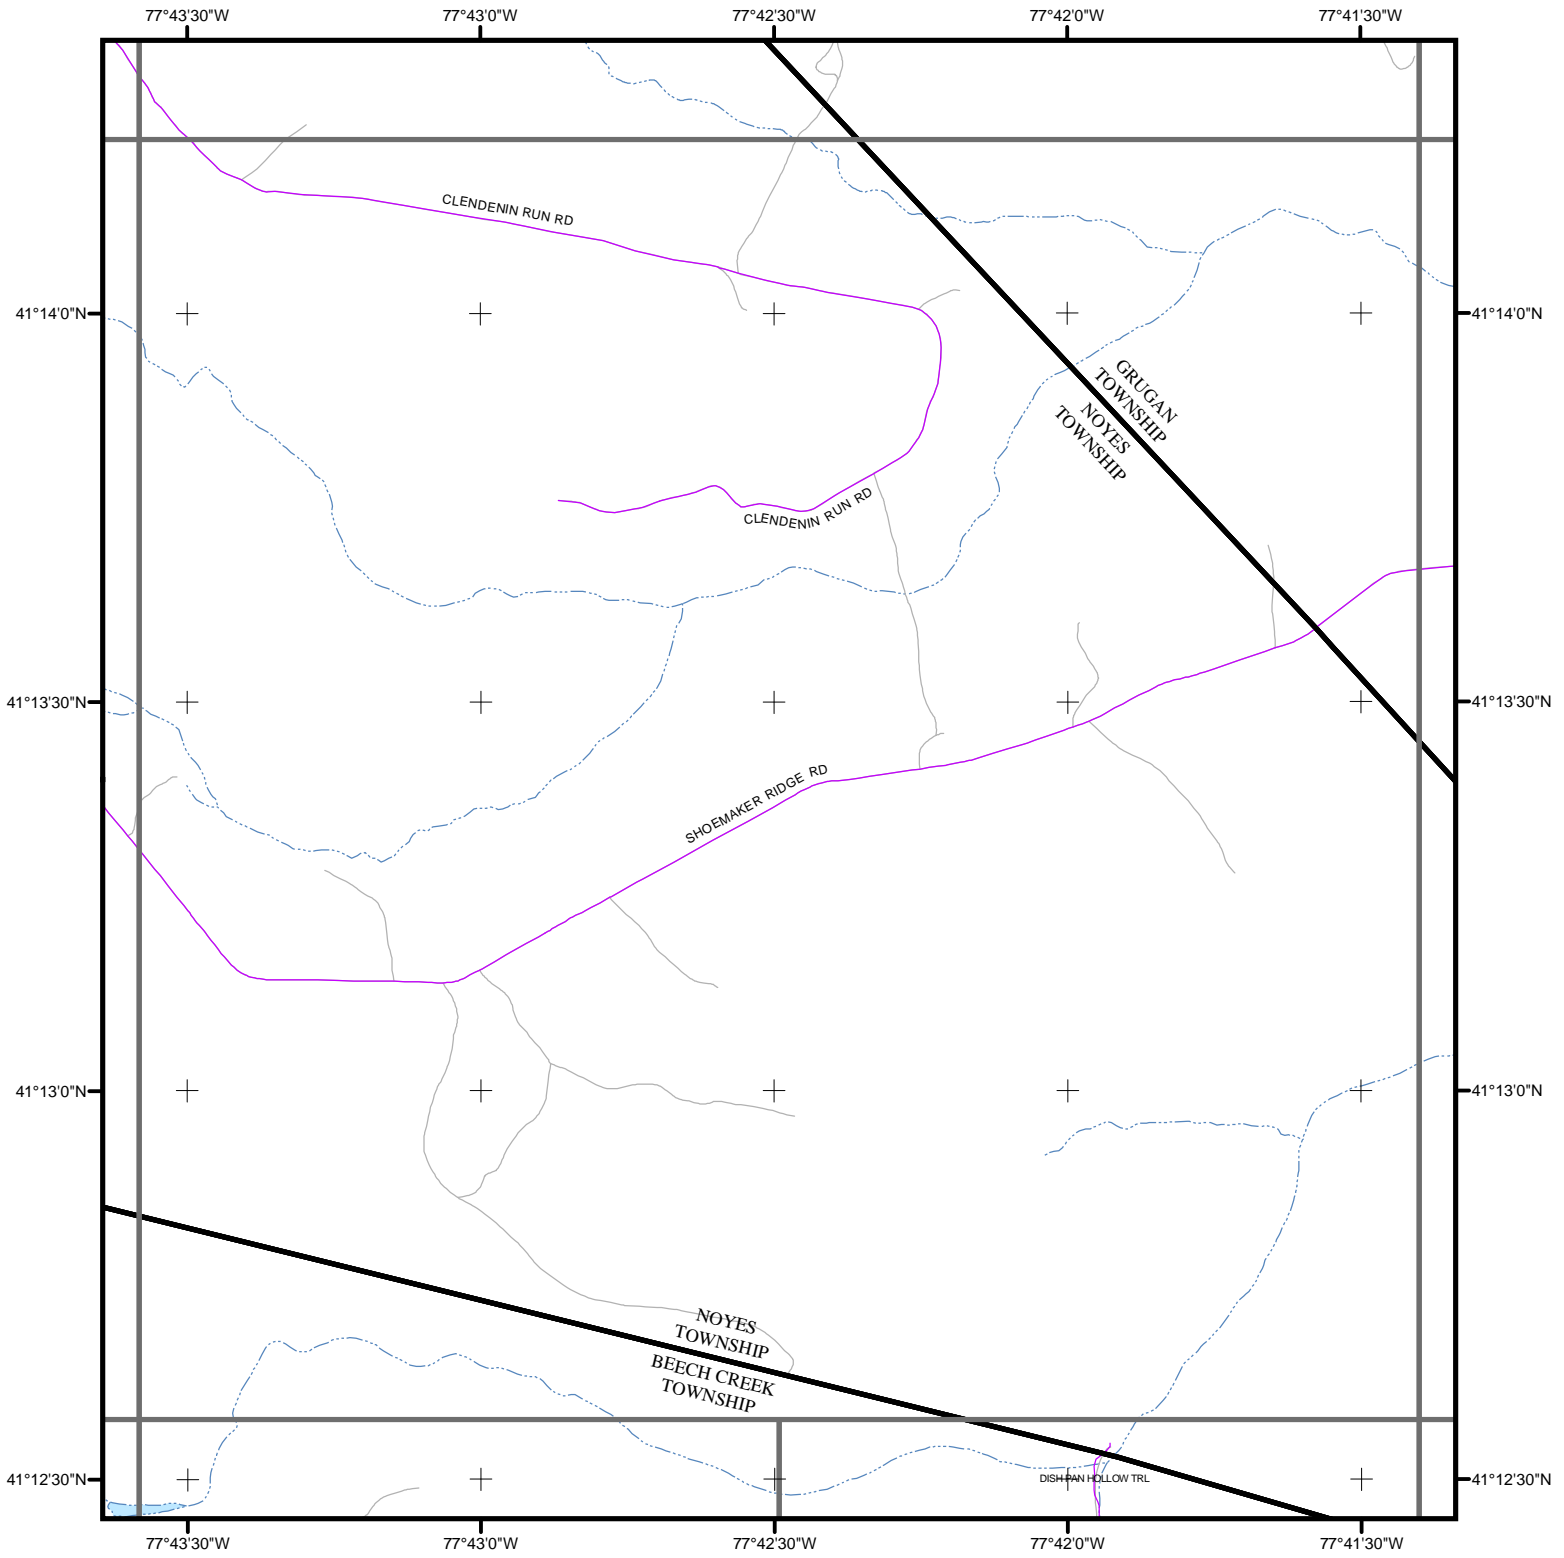 77°43'30"W 77°43'0"W 77°42'30"W 77°42'0"W 77°41'30"W
CLENDENIN RUN RD
41°14'0"N 41°14'0"N
GRUGAN
TOWNSHIP
NOYES
TOWNSHIP
CLENDENIN RUN RD
41°13'30"N 41°13'30"N
SHOEMAKER RIDGE RD
41°13'0"N 41°13'0"N
NOYES
TOWNSHIP
BEECH CREEK
TOWNSHIP
41°12'30"N DISH PAN HOLLOW TRL 41°12'30"N
77°43'30"W 77°43'0"W 77°42'30"W 77°42'0"W 77°41'30"W